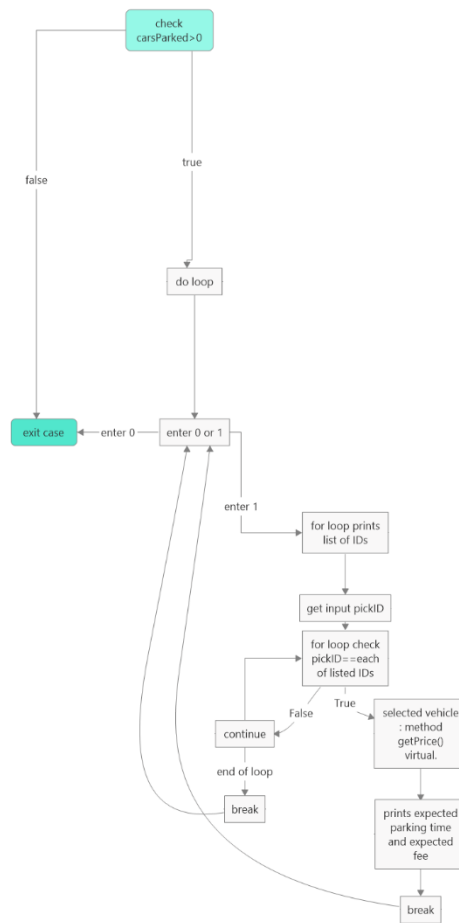 check
carsParked>0
false
true
do loop
exit case
enter 0
enter 0 or 1
enter 1
for loop prints
list of IDs
get input pickID
for loop check
pickID==each
of listed IDs
False
True
continue
selected vehicle
: method
getPrice()
virtual.
end of loop
break
prints expected
parking time
and expected
fee
break